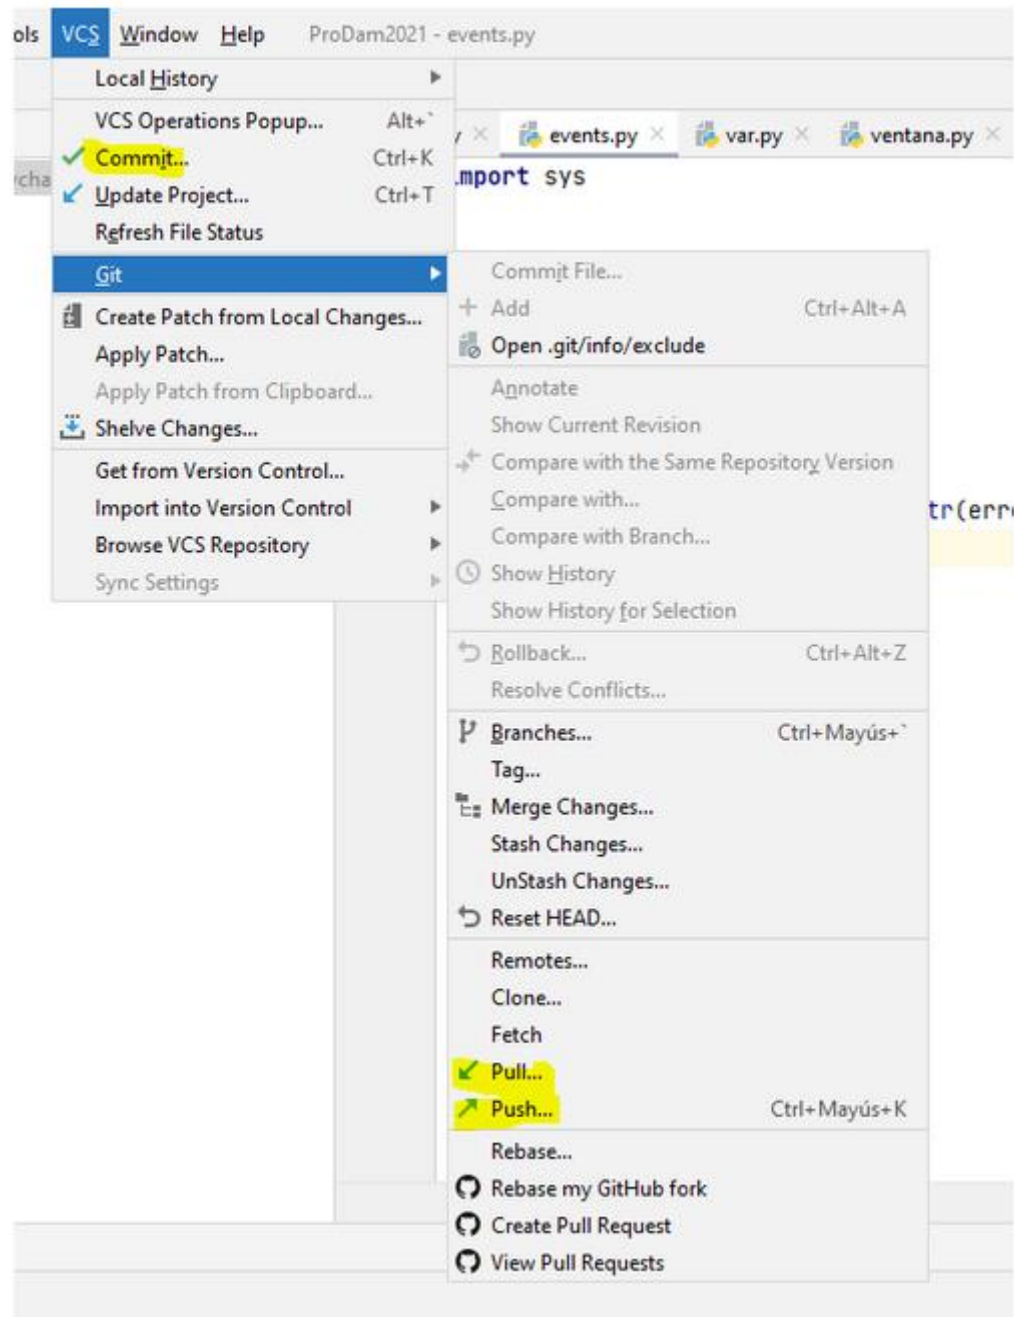 ols VCS Window Help ProDam2021 - events.py
Local History
VCS Operations Popup... Alt+`
y events.py var.py ventana.py
Commit... Ctrl+K
ycha
import sys
Update Project... Ctrl+T
Refresh File Status
Git
Create Patch from Local Changes...
Apply Patch...
Apply Patch from Clipboard...
Shelve Changes...
Get from Version Control...
Import into Version Control
Browse VCS Repository
Sync Settings
Commit File...
Add Ctrl+Alt+A
Open .git/info/exclude
Annotate
Show Current Revision
Compare with the Same Repository Version
Compare with...
tr(erro
Compare with Branch...
Show History
Show History for Selection
Rollback... Ctrl+Alt+Z
Resolve Conflicts...
Branches... Ctrl+Mayús+`
Tag...
Merge Changes...
Stash Changes...
UnStash Changes...
Reset HEAD...
Remotes...
Clone...
Fetch
Pull...
Push... Ctrl+Mayús+K
Rebase...
Rebase my GitHub fork
Create Pull Request
View Pull Requests